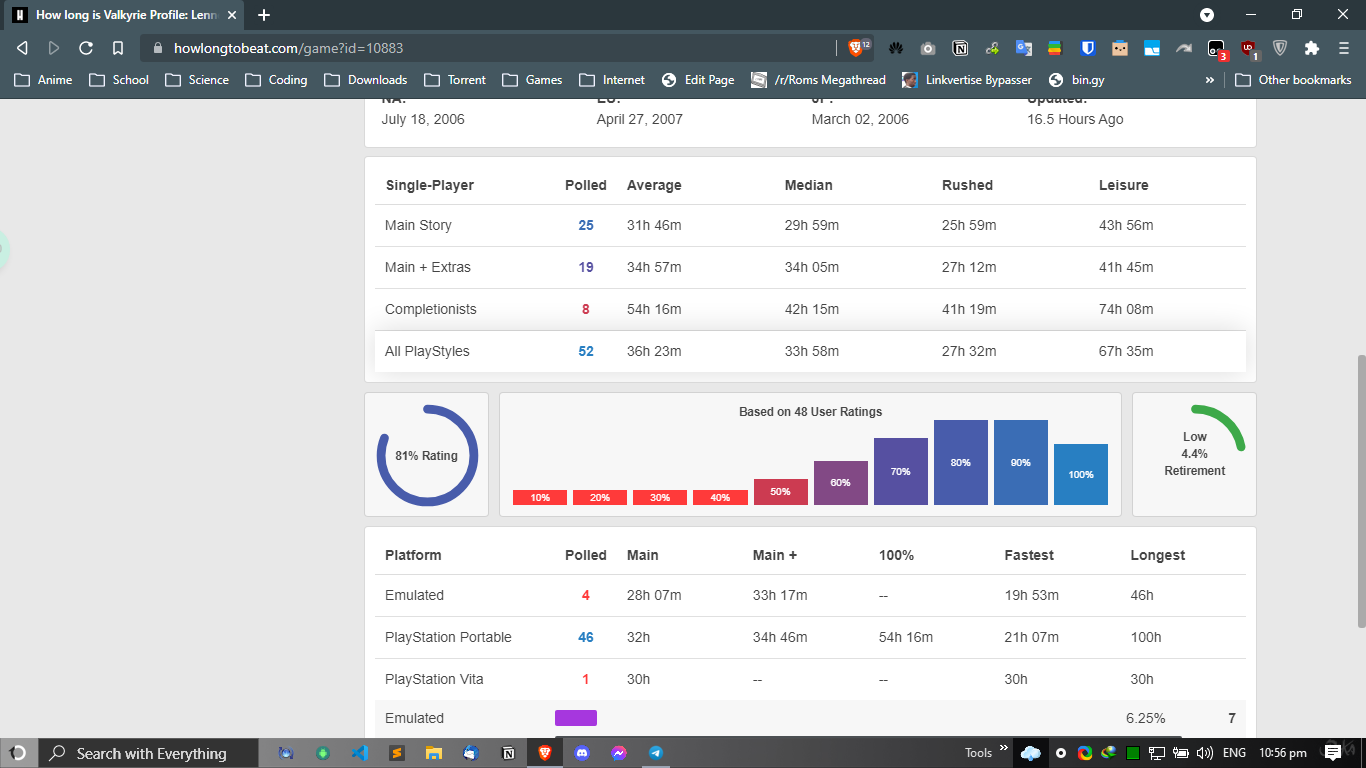 How long is Valkyrie Profile: Lenn
howlongtobeat.com/game?id=10883
12
3
1
Anime
School
Science
Coding
Downloads
Torrent
Games
Internet
Edit Page
/r/Roms Megathread
Linkvertise Bypasser
bin.gy
»
Other bookmarks
NA: EU: JP: Updated:
July 18, 2006 April 27, 2007 March 02, 2006 16.5 Hours Ago
Single-Player Polled Average Median Rushed Leisure
Main Story 25 31h 46m 29h 59m 25h 59m 43h 56m
Main + Extras 19 34h 57m 34h 05m 27h 12m 41h 45m
Completionists 8 54h 16m 42h 15m 41h 19m 74h 08m
All PlayStyles 52 36h 23m 33h 58m 27h 32m 67h 35m
81% Rating
Based on 48 User Ratings
10% 20% 30% 40% 50% 60% 70% 80% 90% 100%
Low
4.4%
Retirement
Platform Polled Main Main + 100% Fastest Longest
Emulated 4 28h 07m 33h 17m -- 19h 53m 46h
PlayStation Portable 46 32h 34h 46m 54h 16m 21h 07m 100h
PlayStation Vita 1 30h -- -- 30h 30h
Emulated 6.25% 7
Search with Everything
Tools » ENG 10:56 pm